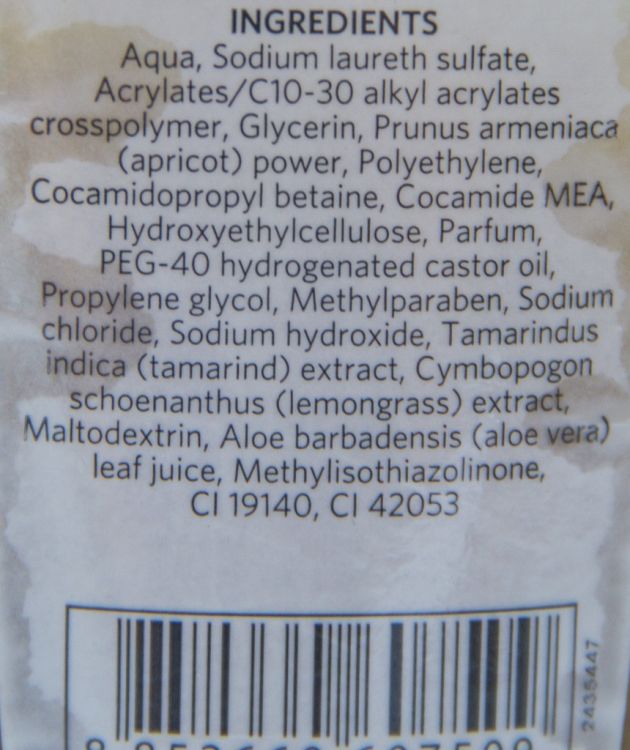 INGREDIENTS
Aqua, Sodium laureth sulfate,
Acrylates/C10-30 alkyl acrylates
crosspolymer, Glycerin, Prunus armeniaca
(apricot) power, Polyethylene,
Cocamidopropyl betaine, Cocamide MEA,
Hydroxyethylcellulose, Parfum,
PEG-40 hydrogenated castor oil,
Propylene glycol, Methylparaben, Sodium
chloride, Sodium hydroxide, Tamarindus
indica (tamarind) extract, Cymbopogon
schoenanthus (lemongrass) extract,
Maltodextrin, Aloe barbadensis (aloe vera)
leaf juice, Methylisothiazolinone,
CI 19140, CI 42053
2435447